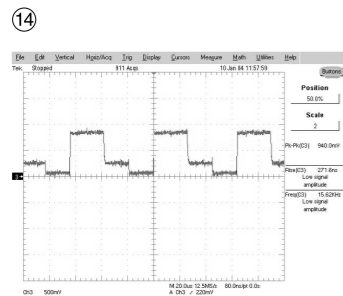 14
File Edit Vertical Horiz/Acq Trig Display Cursors Measure Math Utilities Help
Tek Stopped 911 Acqs 10 Jan 84 11:57:59
Buttons
Position
50.0%
Scale
2
Pk-Pk(C3) 940.0mV
Rise(C3) 271.8ns
Low signal
amplitude
Freq(C3) 15.62KHz
Low signal
amplitude
3
M 20.0us 12.5MS/s 80.0ns/pt 0.0s
Ch3 500mV A Ch3 / 220mV